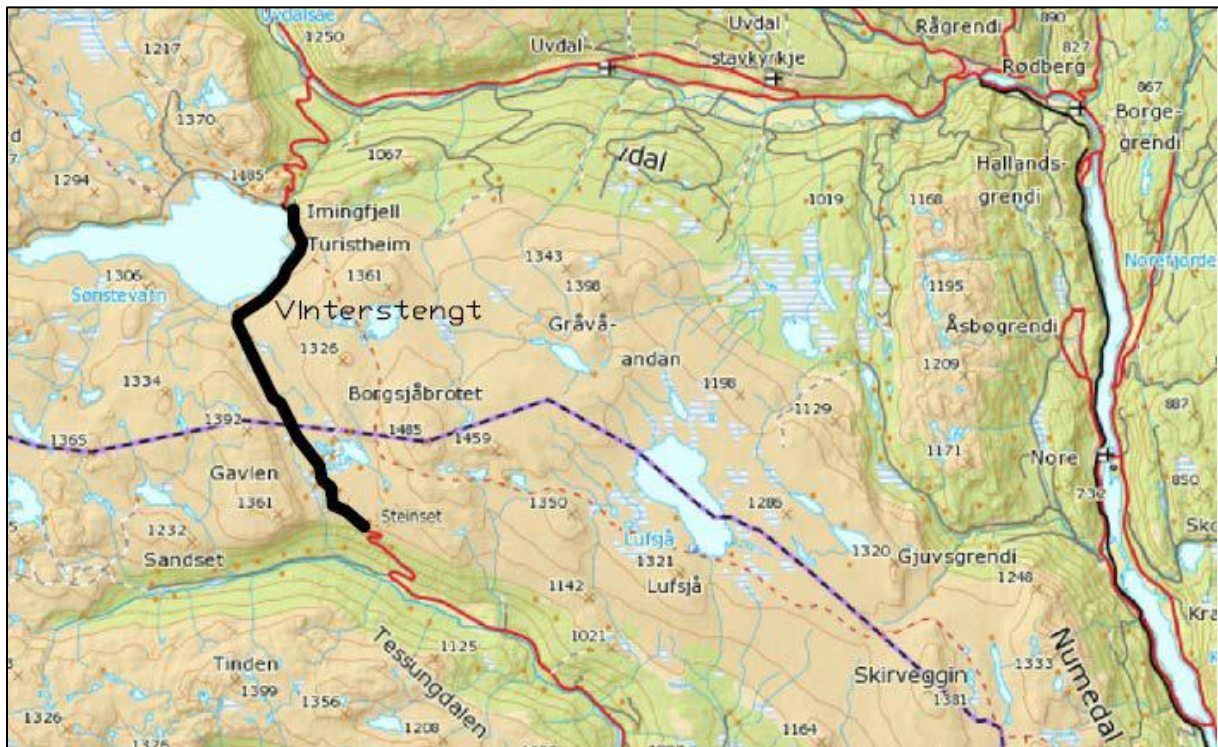 Uvdalsåe
1250
1217
Uvdal
Uvdal
stavkyrkje
Rågrendi
890
827
Rødberg
867
Borge-
grendi
1370
1067
1185
1294
Imingfjell
Turistheim
vdal
Hallands-
grendi
1019
1168
1306
Sønstevatn
1361
1343
1398
1195
Norefjorde
VInterstengt
Gråvå-
andan
Åsbøgrendi
1326
1209
1334
Borgsjåbrotet
1198
1129
887
1392
1365
1485
1459
1171
Nore
Gavlen
732
850
1361
Steinset
1350
1286
Sko
1232
Lufsjå
1320
Gjuvsgrendi
Sandset
1321
1142
Lufsjå
1248
Kra
Numedal
1021
1125
Tessungdalen
Tinden
1399
1356
Skirveggin
1333
1381
1326
1208
1164
1326